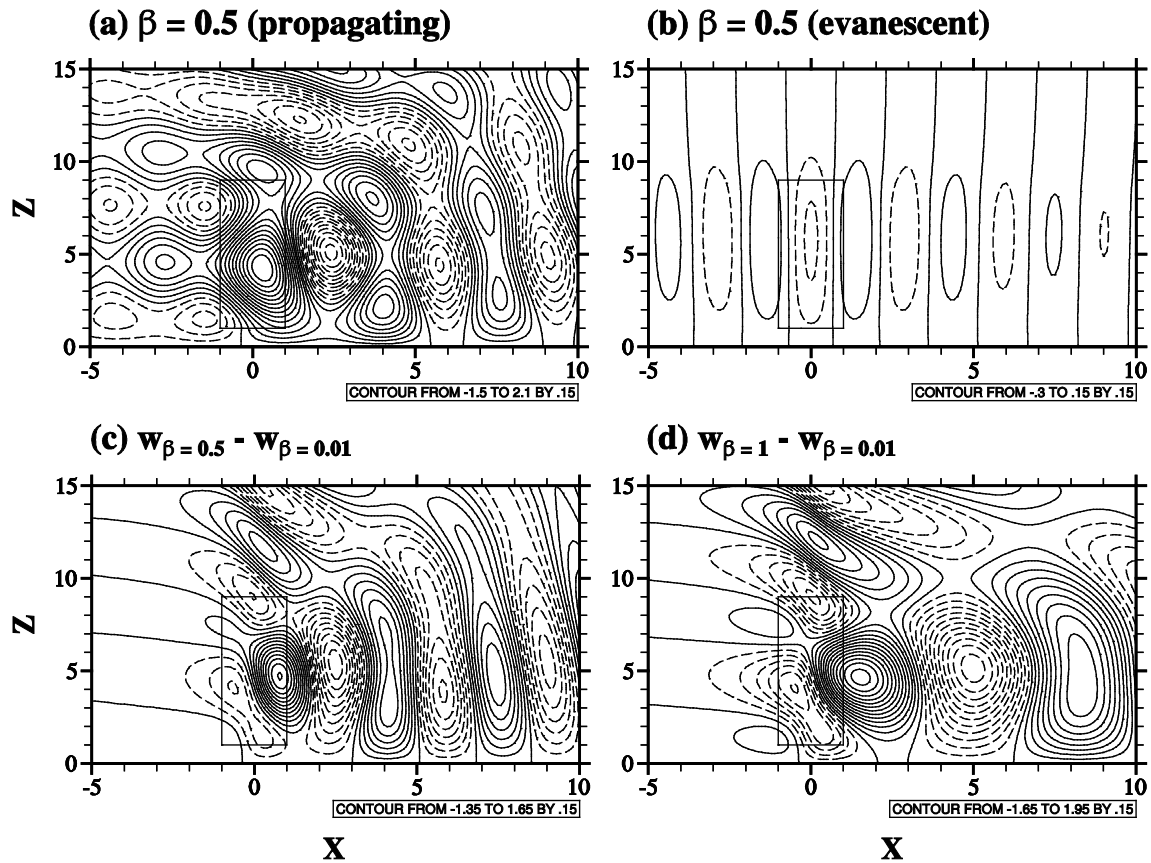 (a) β = 0.5 (propagating)
(b) β = 0.5 (evanescent)
15
10
5
0
Z
-5 0 5 10
CONTOUR FROM -1.5 TO 2.1 BY .15
15
10
5
0
-5 0 5 10
CONTOUR FROM -.3 TO .15 BY .15
(c) wβ = 0.5 - wβ = 0.01
(d) wβ = 1 - wβ = 0.01
15
10
5
0
Z
-5 0 5 10
CONTOUR FROM -1.35 TO 1.65 BY .15
X
15
10
5
0
-5 0 5 10
CONTOUR FROM -1.65 TO 1.95 BY .15
X